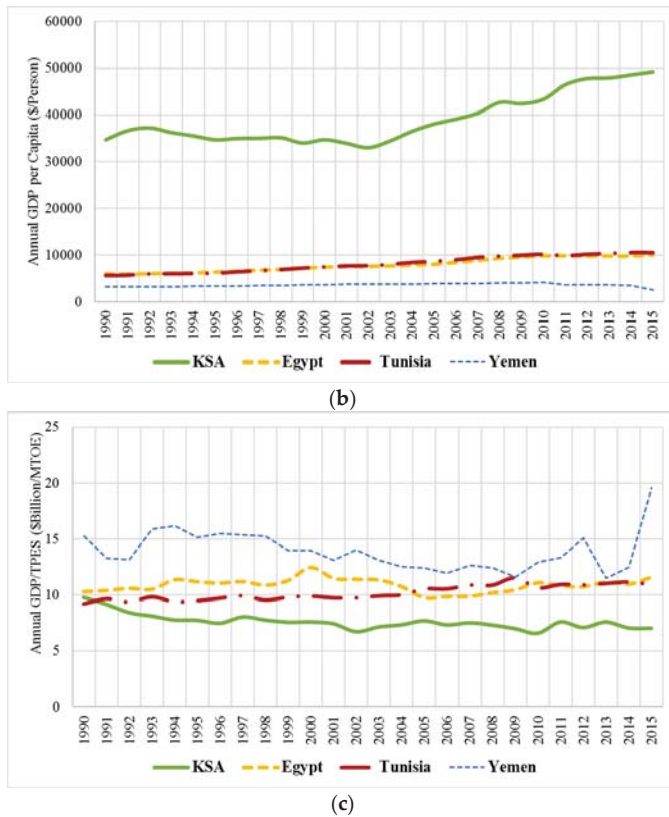 60000
50000
40000
30000
20000
10000
0
Annual GDP per Capita ($/Person)
1990 1991 1992 1993 1994 1995 1996 1997 1998 1999 2000 2001 2002 2003 2004 2005 2006 2007 2008 2009 2010 2011 2012 2013 2014 2015
KSA Egypt Tunisia Yemen
(b)
25
20
15
10
5
0
Annual GDP/TPES ($Billion/MTOE)
1990 1991 1992 1993 1994 1995 1996 1997 1998 1999 2000 2001 2002 2003 2004 2005 2006 2007 2008 2009 2010 2011 2012 2013 2014 2015
KSA Egypt Tunisia Yemen
(c)